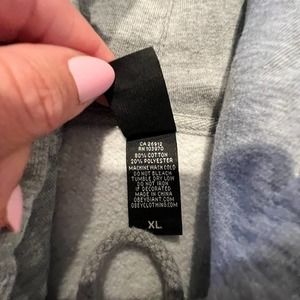 CA 26912
RN 103970
80% COTTON
20% POLYESTER
MACHINE WASH COLD
DO NOT BLEACH
TUMBLE DRY LOW
DO NOT IRON
IF DECORATED
MADE IN CHINA
OBEYGIANT.COM
OBEYCLOTHING.COM
XL